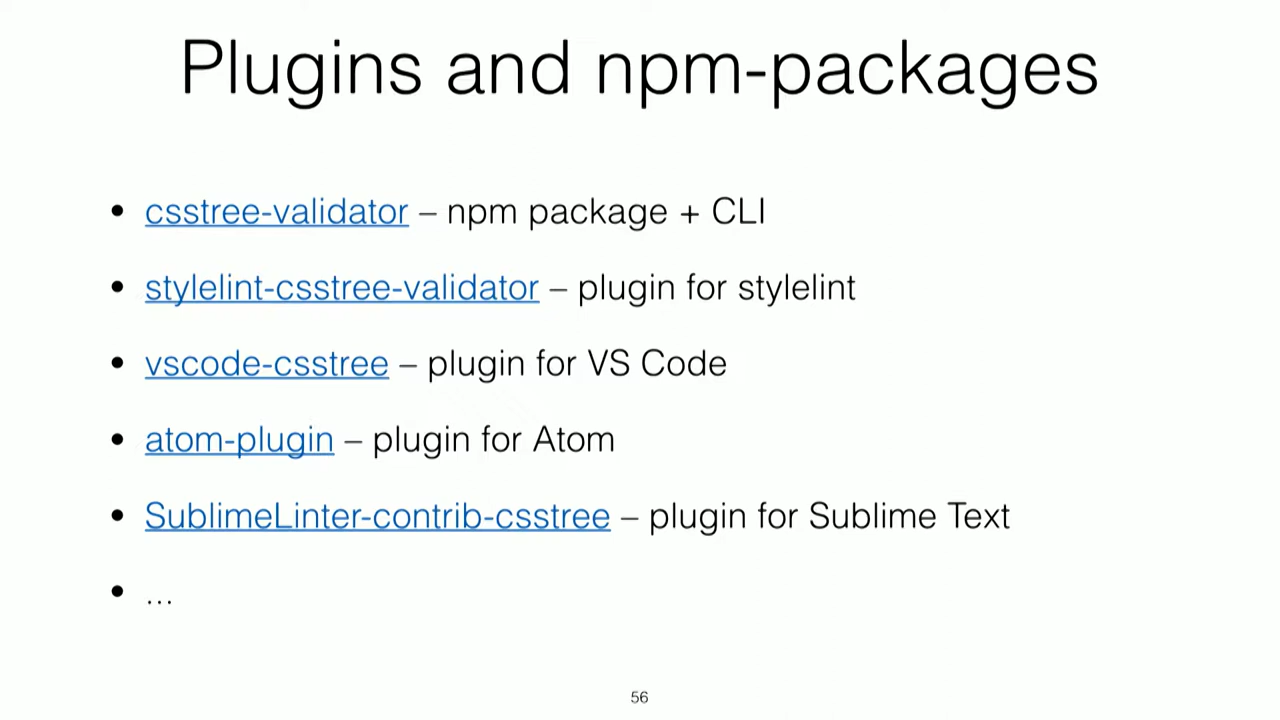 Plugins and npm-packages
• csstree-validator – npm package + CLI
• stylelint-csstree-validator – plugin for stylelint
• vscode-csstree – plugin for VS Code
• atom-plugin – plugin for Atom
• SublimeLinter-contrib-csstree – plugin for Sublime Text
• ...
56